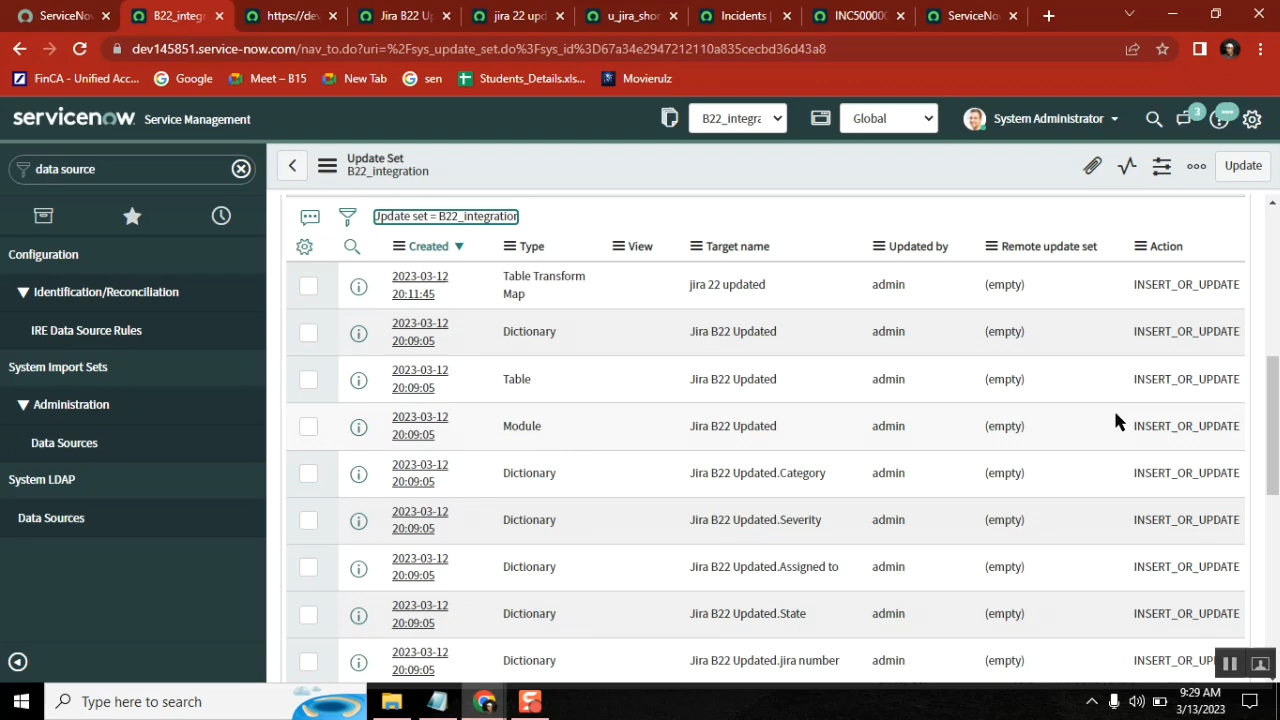 ServiceNo
B22_integr
https://dev
Jira B22 Up
jira 22 upd
u_jira_sho
Incidents |
INC500000
ServiceNo
dev145851.service-now.com/nav_to.do?uri=%2Fsys_update_set.do%3Fsys_id%3D67a34e2947212110a835cecbd36d43a8
FinCA - Unified Acc...
Google
Meet – B15
New Tab
sen
Students_Details.xls...
Movierulz
servicenow Service Management
B22_integra
Global
System Administrator
3
data source
Update Set
B22_integration
Update
Configuration
Identification/Reconciliation
IRE Data Source Rules
System Import Sets
Administration
Data Sources
System LDAP
Data Sources
Update set = B22_integration
Created Type View Target name Updated by Remote update set Action
2023-03-12 20:11:45 Table Transform Map jira 22 updated admin (empty) INSERT_OR_UPDATE
2023-03-12 20:09:05 Dictionary Jira B22 Updated admin (empty) INSERT_OR_UPDATE
2023-03-12 20:09:05 Table Jira B22 Updated admin (empty) INSERT_OR_UPDATE
2023-03-12 20:09:05 Module Jira B22 Updated admin (empty) INSERT_OR_UPDATE
2023-03-12 20:09:05 Dictionary Jira B22 Updated.Category admin (empty) INSERT_OR_UPDATE
2023-03-12 20:09:05 Dictionary Jira B22 Updated.Severity admin (empty) INSERT_OR_UPDATE
2023-03-12 20:09:05 Dictionary Jira B22 Updated.Assigned to admin (empty) INSERT_OR_UPDATE
2023-03-12 20:09:05 Dictionary Jira B22 Updated.State admin (empty) INSERT_OR_UPDATE
2023-03-12 20:09:05 Dictionary Jira B22 Updated.jira number admin (empty) INSERT_OR_UP
Type here to search
9:29 AM
3/13/2023